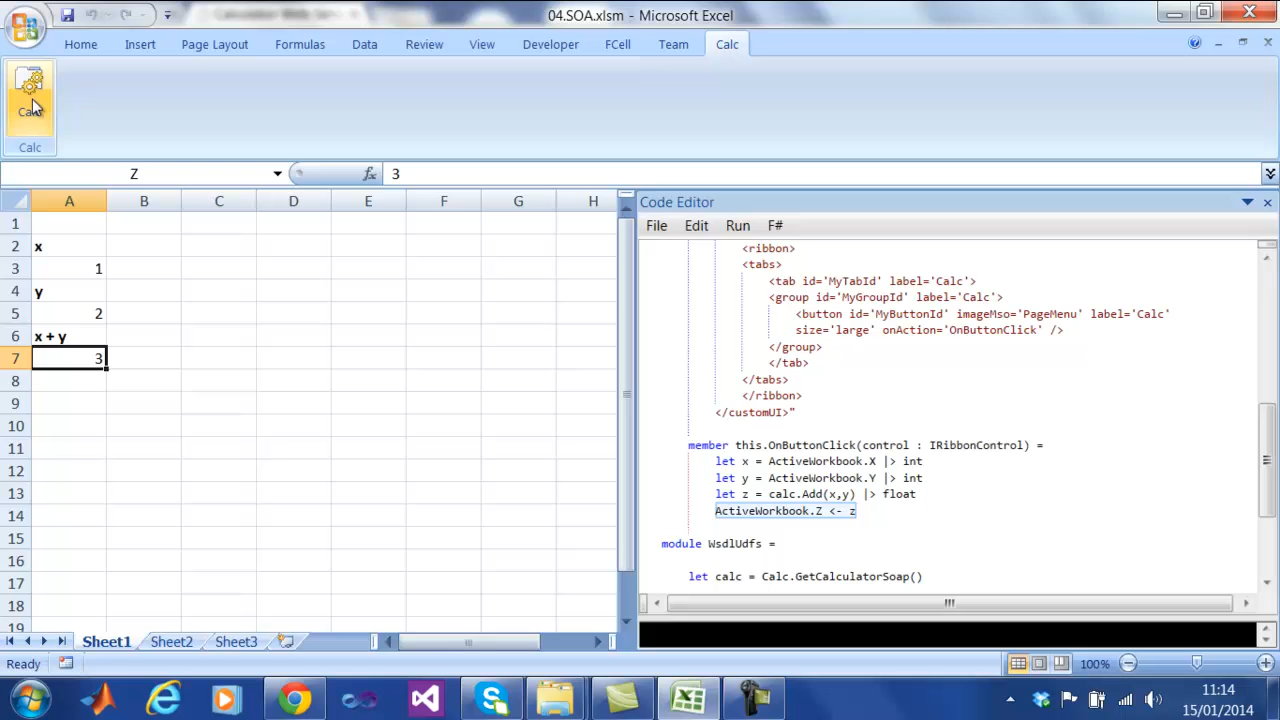 04.SOA.xlsm - Microsoft Excel
Home Insert Page Layout Formulas Data Review View Developer FCell Team Calc
Calc
Calc
Z fx 3
A B C D E F G H
1
2 x
3 1
4 y
5 2
6 x + y
7 3
8
9
10
11
12
13
14
15
16
17
18
19
Sheet1 Sheet2 Sheet3
Code Editor
File Edit Run F#
<ribbon>
<tabs>
<tab id='MyTabId' label='Calc'>
<group id='MyGroupId' label='Calc'>
<button id='MyButtonId' imageMso='PageMenu' label='Calc'
size='large' onAction='OnButtonClick' />
</group>
</tab>
</tabs>
</ribbon>
</customUI>"
member this.OnButtonClick(control : IRibbonControl) =
let x = ActiveWorkbook.X |> int
let y = ActiveWorkbook.Y |> int
let z = calc.Add(x,y) |> float
ActiveWorkbook.Z <- z
module WsdlUdfs =
let calc = Calc.GetCalculatorSoap()
Ready 100%
11:14
15/01/2014